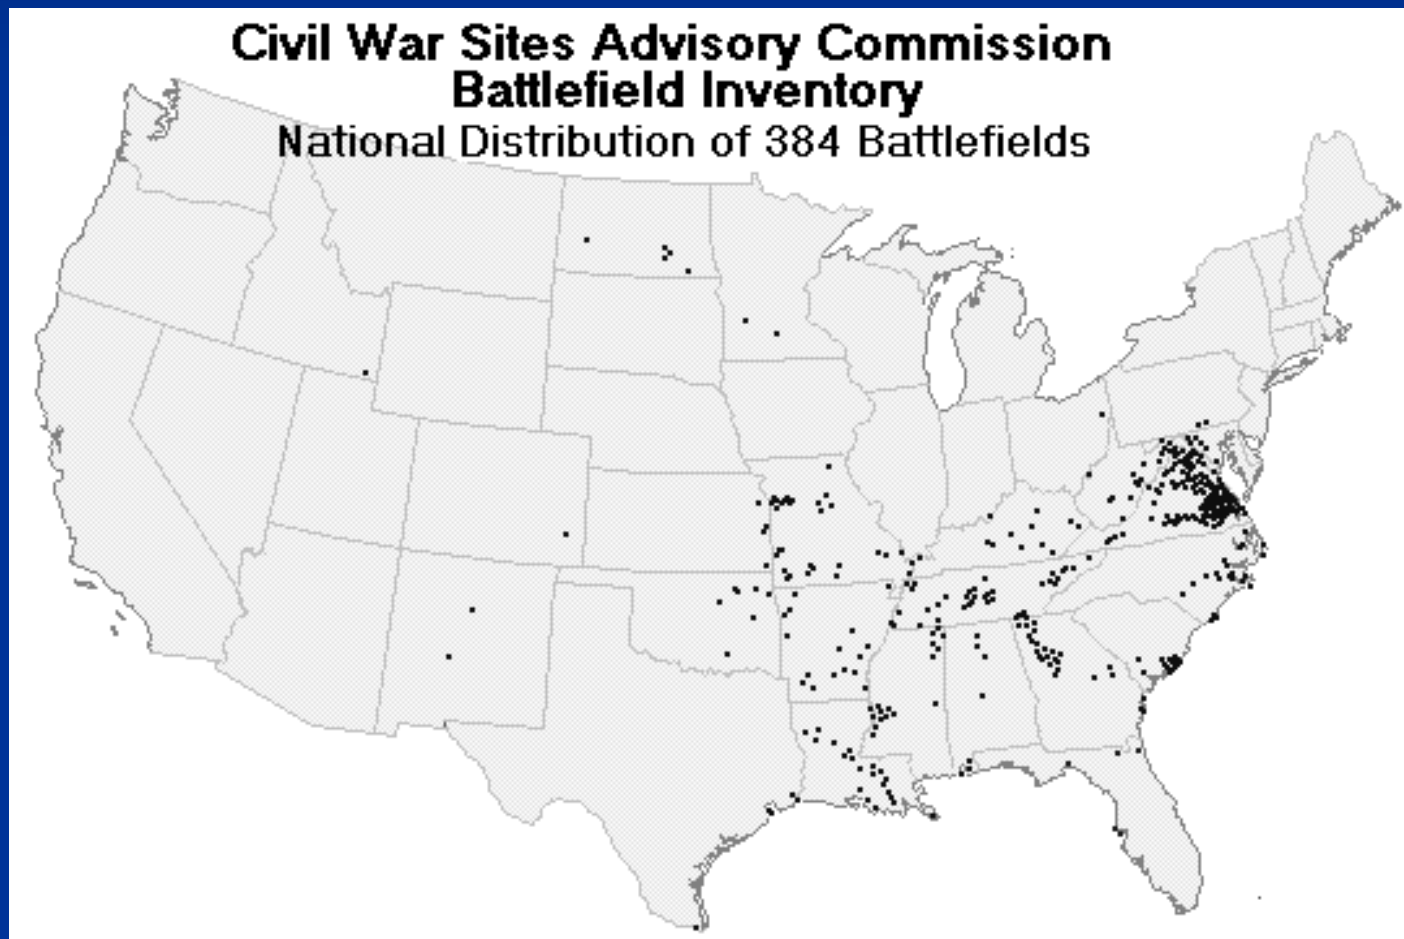 Civil War Sites Advisory Commission
Battlefield Inventory
National Distribution of 384 Battlefields